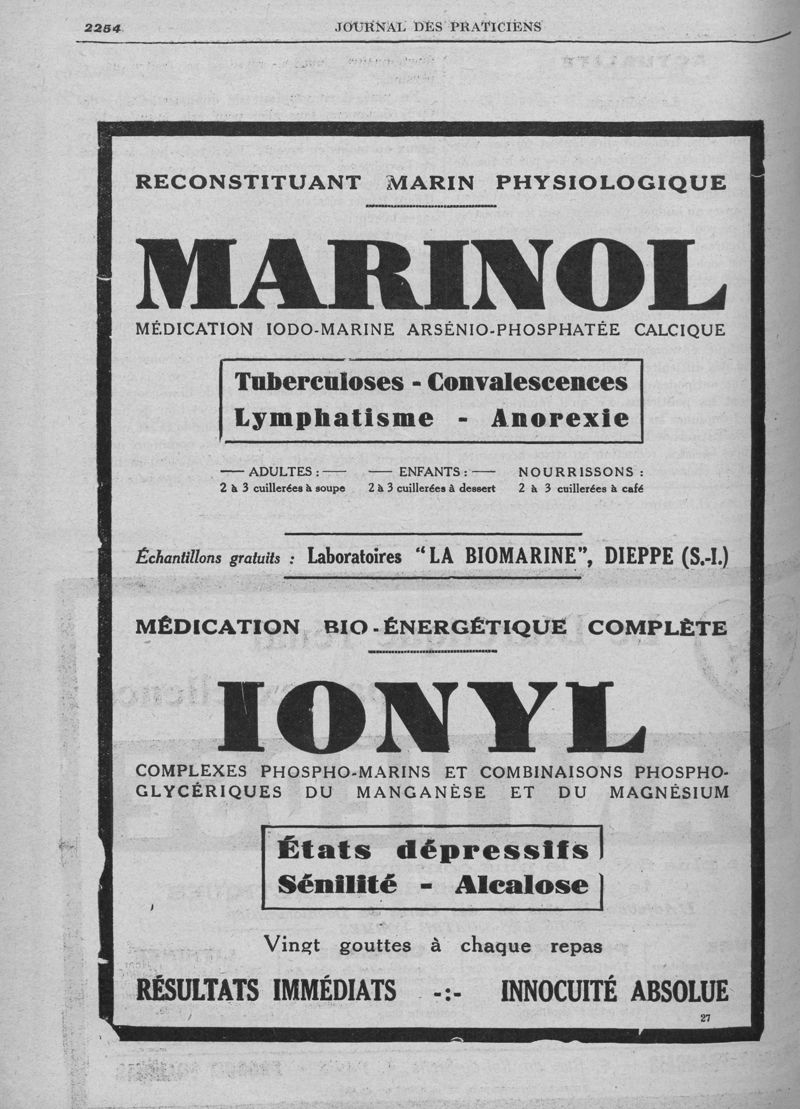 2254
JOURNAL DES PRATICIENS
RECONSTITUANT MARIN PHYSIOLOGIQUE
MARINOL
MÉDICATION IODO-MARINE ARSÉNIO-PHOSPHATÉE CALCIQUE
Tuberculoses - Convalescences
Lymphatisme - Anorexie
— ADULTES : — — ENFANTS : — NOURRISSONS :
2 à 3 cuillerées à soupe 2 à 3 cuillerées à dessert 2 à 3 cuillerées à café
Échantillons gratuits : Laboratoires "LA BIOMARINE", DIEPPE (S.-I.)
MÉDICATION BIO-ÉNERGÉTIQUE COMPLÈTE
IONYL
COMPLEXES PHOSPHO-MARINS ET COMBINAISONS PHOSPHO-
GLYCÉRIQUES DU MANGANÈSE ET DU MAGNÉSIUM
États dépressifs
Sénilité - Alcalose
Vingt gouttes à chaque repas
RÉSULTATS IMMÉDIATS -:- INNOCUITÉ ABSOLUE
27